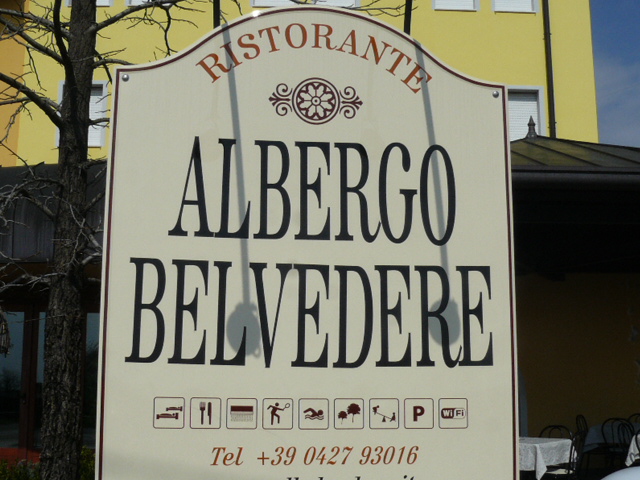 RISTORANTE
ALBERGO
BELVEDERE
P WiFi
Tel +39 0427 93016